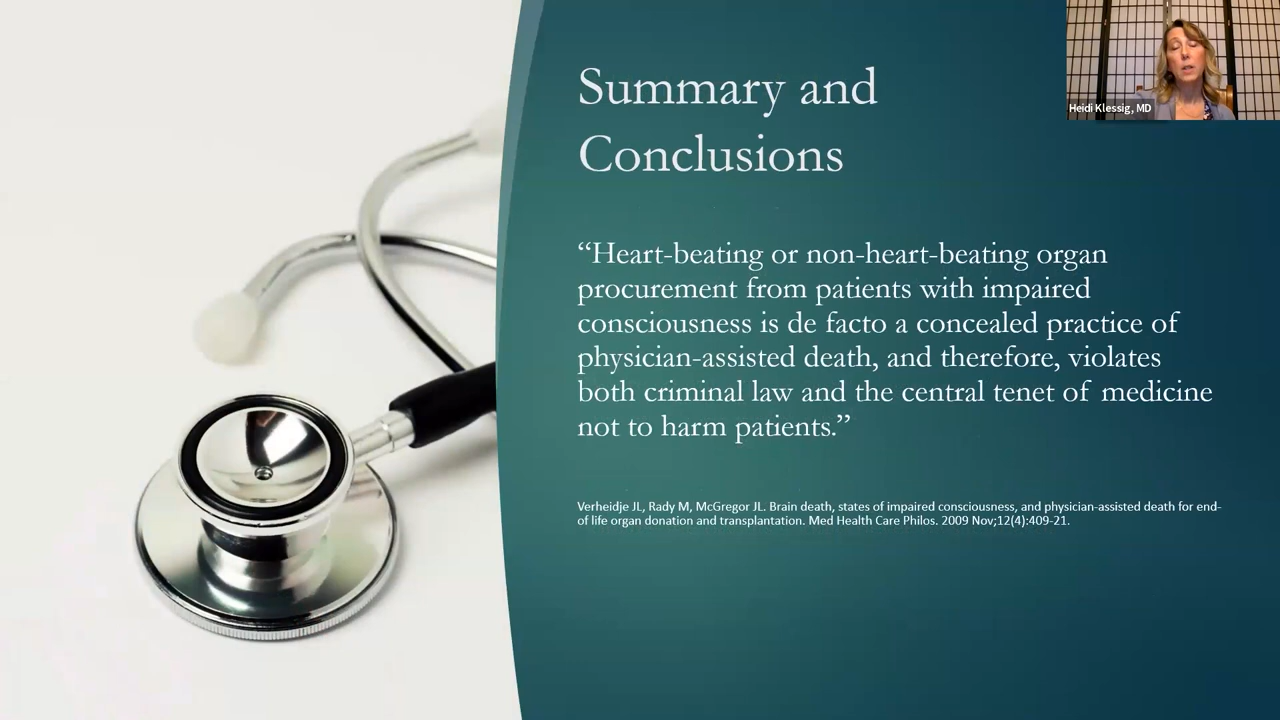 Summary and
Conclusions
Heidi Klessig, MD
“Heart-beating or non-heart-beating organ
procurement from patients with impaired
consciousness is de facto a concealed practice of
physician-assisted death, and therefore, violates
both criminal law and the central tenet of medicine
not to harm patients.”
Verheidje JL, Rady M, McGregor JL. Brain death, states of impaired consciousness, and physician-assisted death for end-
of life organ donation and transplantation. Med Health Care Philos. 2009 Nov;12(4):409-21.